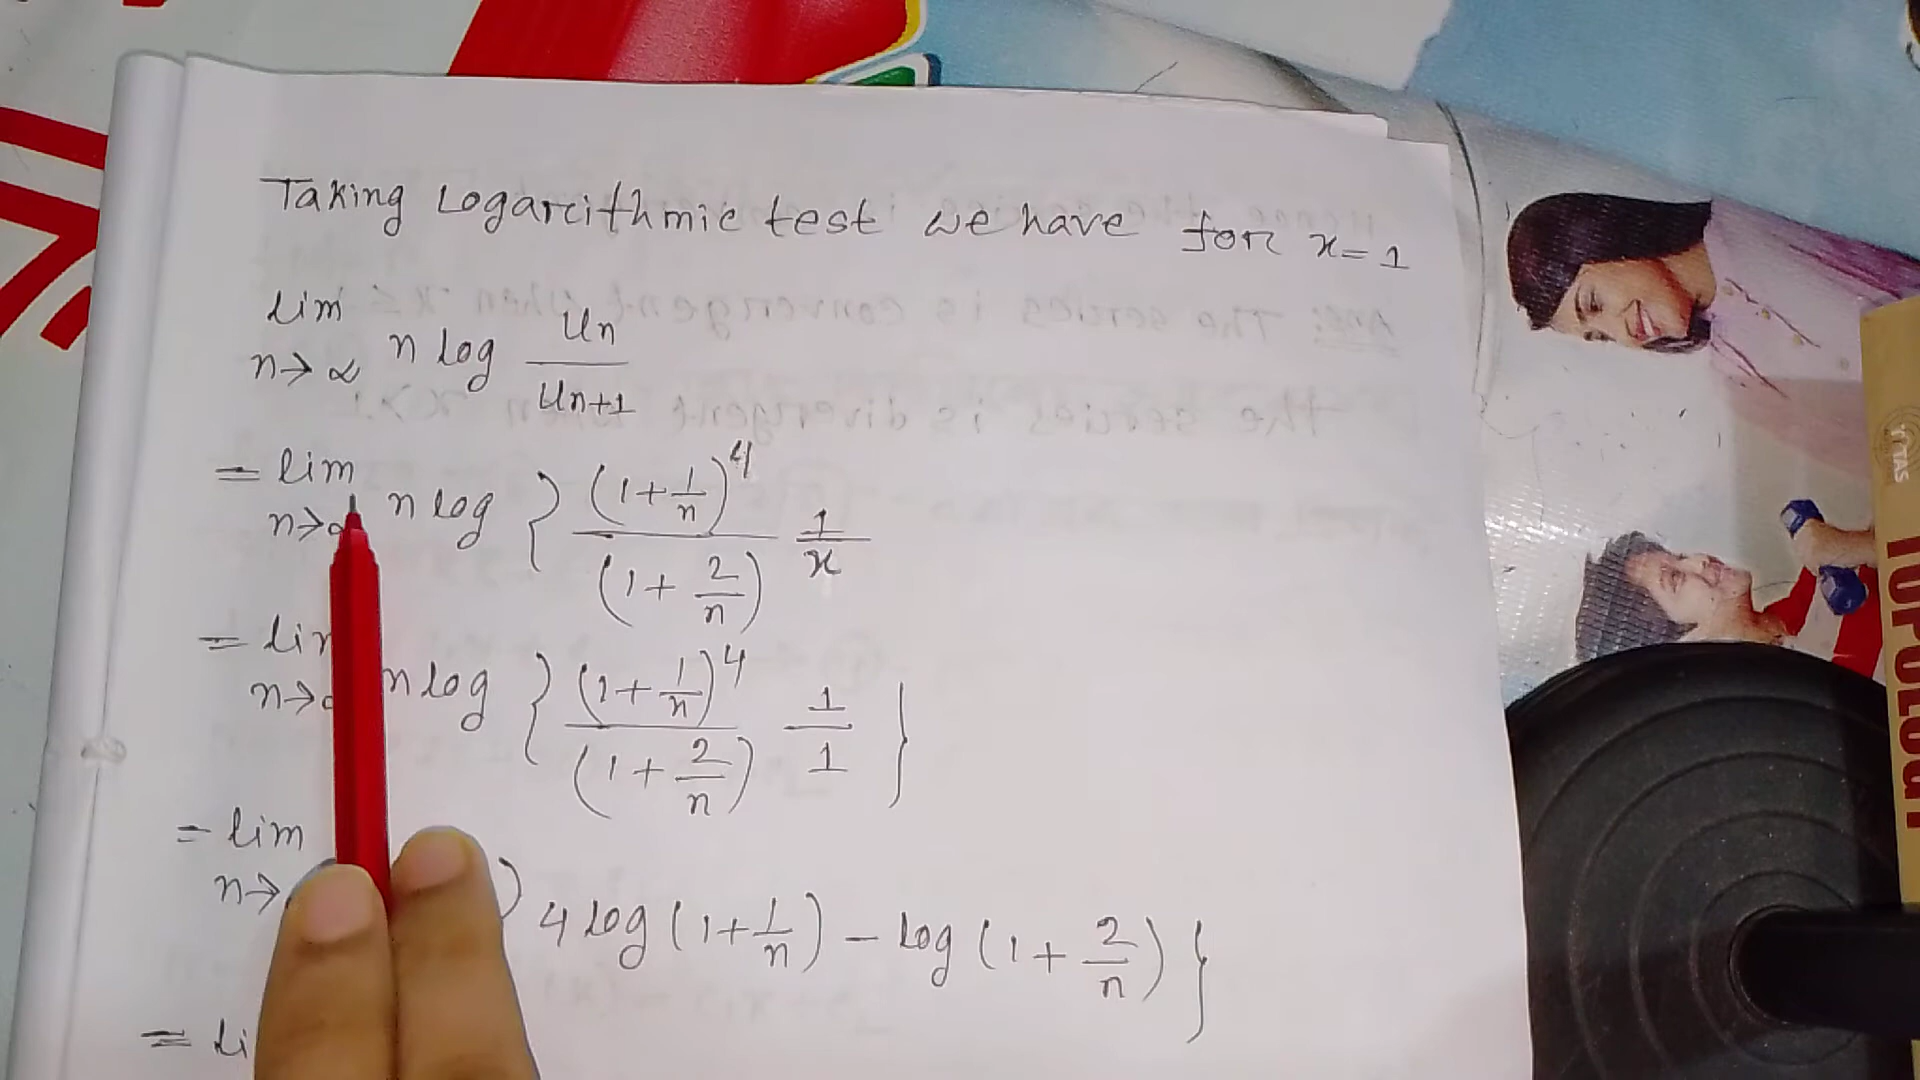 Taking Logarithmic test we have for x = 1
lim n→∞ n log Un / Un+1
= lim n→∞ n log { (1 + 1/n)^4 / (1 + 2/n) 1/x
= lim n→ n log { (1 + 1/n)^4 / (1 + 2/n) 1/1 }
= lim n→ } 4 log (1 + 1/n) - log (1 + 2/n) }
= li
TOPOLOGY